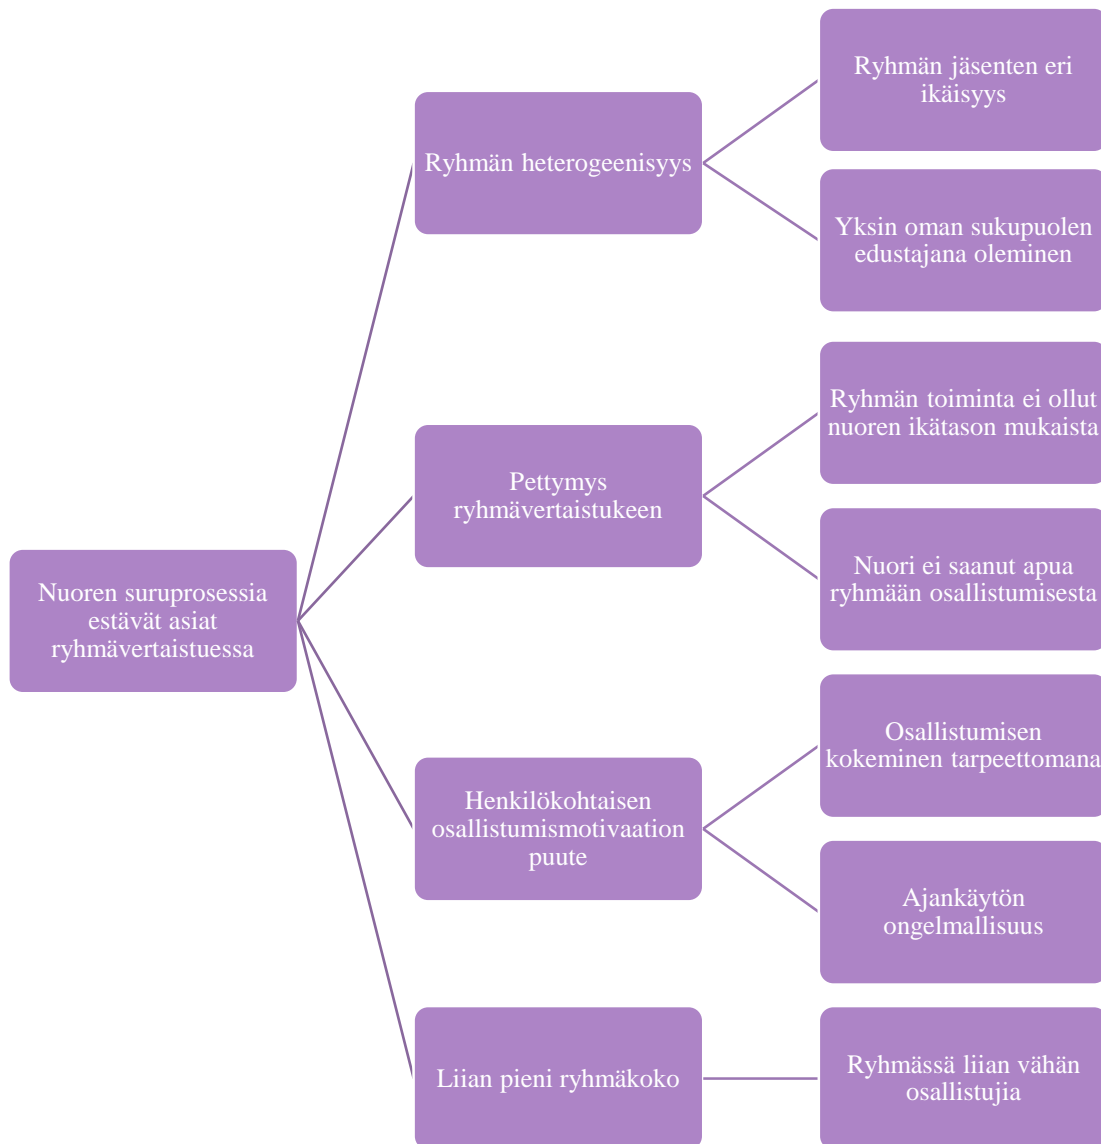 Nuoren suruprosessia
estävät asiat
ryhmävertaistuessa
Ryhmän heterogeenisyys
Ryhmän jäsenten eri
ikäisyys
Yksin oman sukupuolen
edustajana oleminen
Pettymys
ryhmävertaistukeen
Ryhmän toiminta ei ollut
nuoren ikätason mukaista
Nuori ei saanut apua
ryhmään osallistumisesta
Henkilökohtaisen
osallistumismotivaation
puute
Osallistumisen
kokeminen tarpeettomana
Ajankäytön
ongelmallisuus
Liian pieni ryhmäkoko
Ryhmässä liian vähän
osallistujia